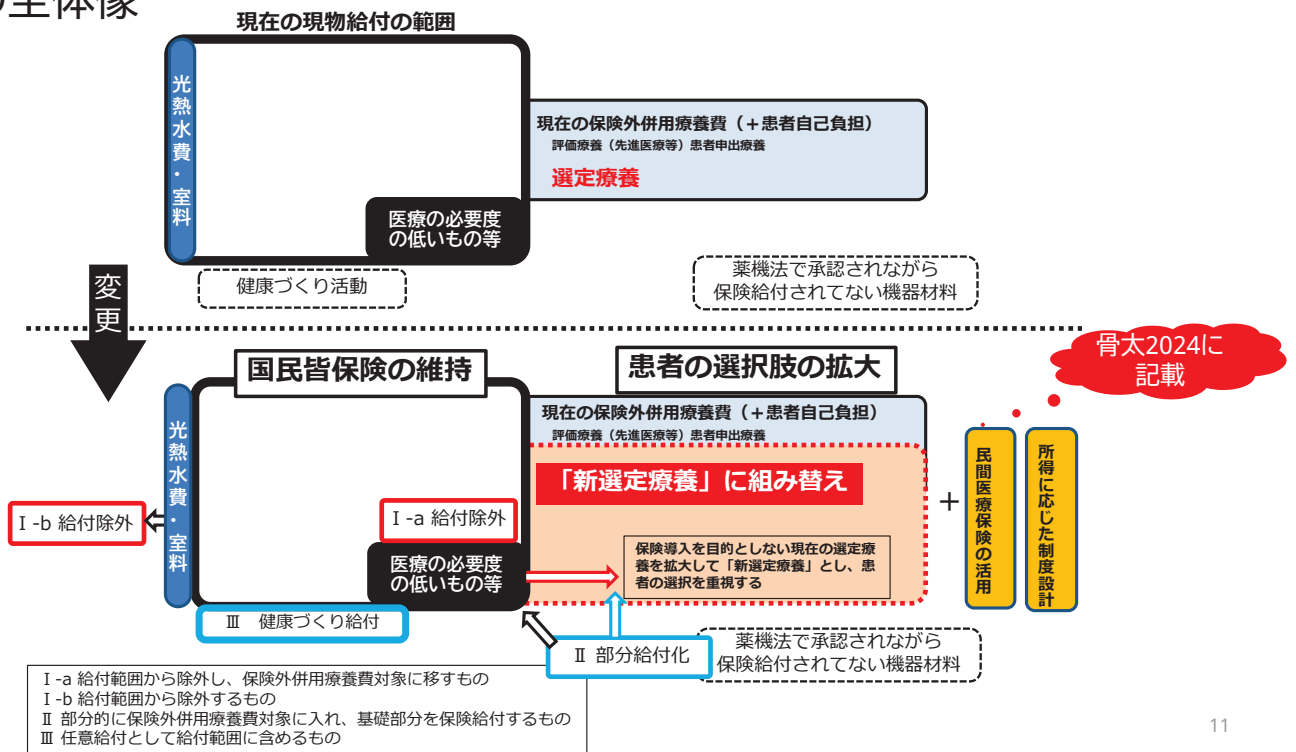 全体像
現在の現物給付の範囲
光熱水費・室料
現在の保険外併用療養費（＋患者自己負担）
評価療養（先進医療等）患者申出療養
選定療養
医療の必要度
の低いもの等
健康づくり活動
薬機法で承認されながら
保険給付されてない機器材料
変更
骨太2024に
記載
国民皆保険の維持
患者の選択肢の拡大
光熱水費・室料
現在の保険外併用療養費（＋患者自己負担）
評価療養（先進医療等）患者申出療養
「新選定療養」に組み替え
Ⅰ-b 給付除外
Ⅰ-a 給付除外
医療の必要度
の低いもの等
保険導入を目的としない現在の選定療
養を拡大して「新選定療養」とし、患
者の選択を重視する
＋
民間医療保険の活用
所得に応じた制度設計
Ⅲ 健康づくり給付
Ⅱ 部分給付化
薬機法で承認されながら
保険給付されてない機器材料
Ⅰ-a 給付範囲から除外し、保険外併用療養費対象に移すもの
Ⅰ-b 給付範囲から除外するもの
Ⅱ 部分的に保険外併用療養費対象に入れ、基礎部分を保険給付するもの
Ⅲ 任意給付として給付範囲に含めるもの
11